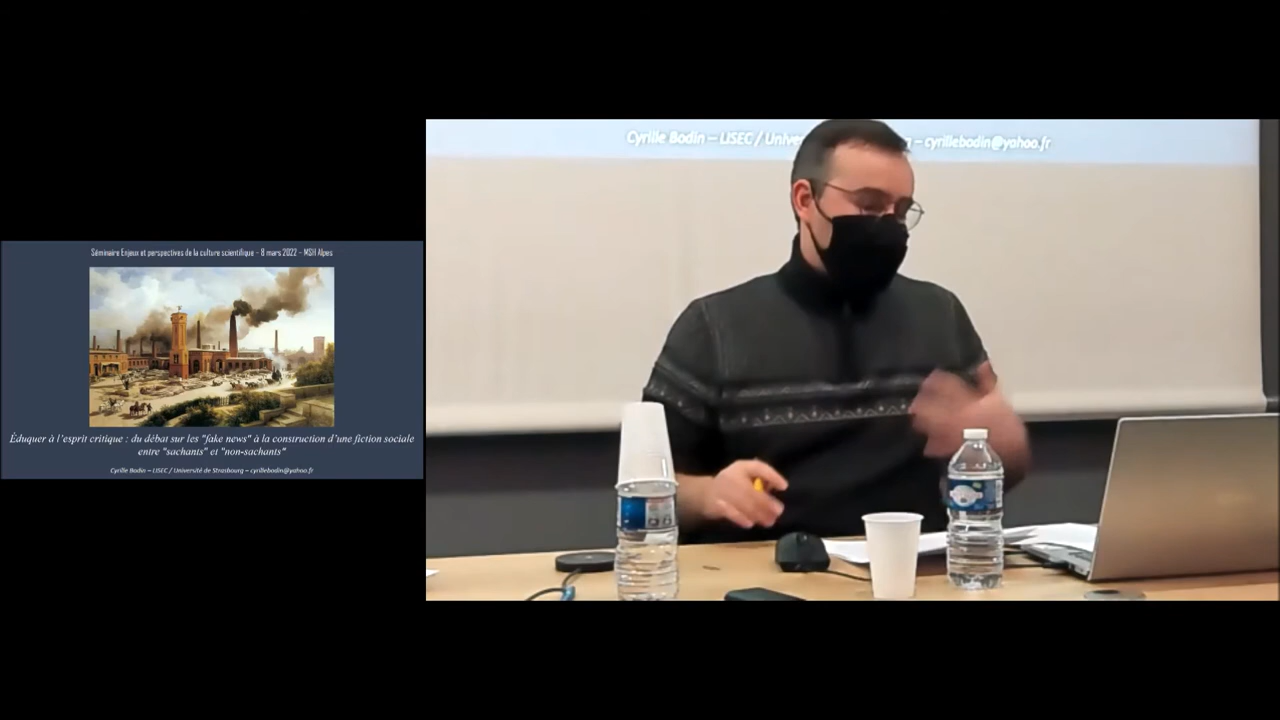 Séminaire Enjeux et perspectives de la culture scientifique – 8 mars 2022 – MSH Alpes
Éduquer à l'esprit critique : du débat sur les "fake news" à la construction d'une fiction sociale
entre "sachants" et "non-sachants"
Cyrille Bodin – LISEC / Université de Strasbourg – cyrillebodin@yahoo.fr
Cyrille Bodin – LISEC / Unive g – cyrillebodin@yahoo.fr